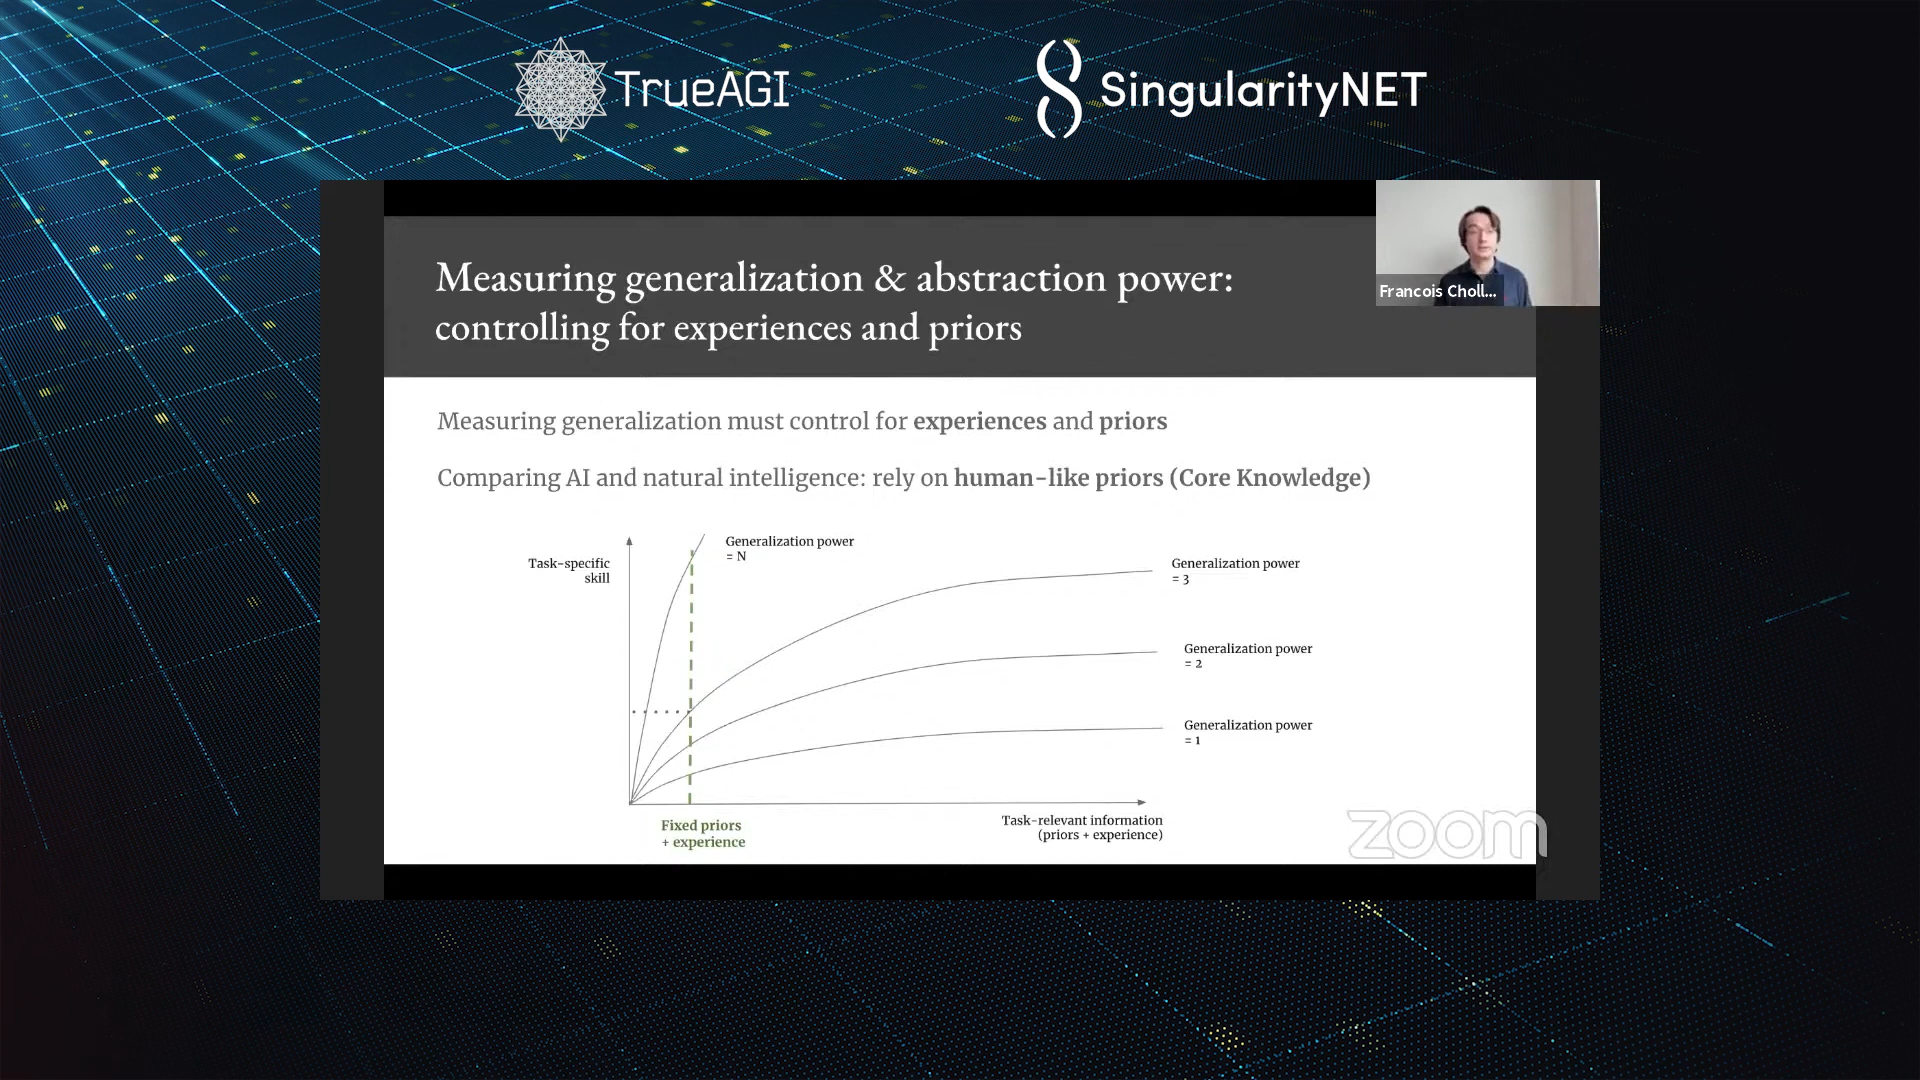 TrueAGI
SingularityNET
Francois Choll...
Measuring generalization & abstraction power:
controlling for experiences and priors
Measuring generalization must control for experiences and priors
Comparing AI and natural intelligence: rely on human-like priors (Core Knowledge)
Task-specific
skill
Generalization power
= N
Generalization power
= 3
Generalization power
= 2
Generalization power
= 1
Fixed priors
+ experience
Task-relevant information
(priors + experience)
zoom